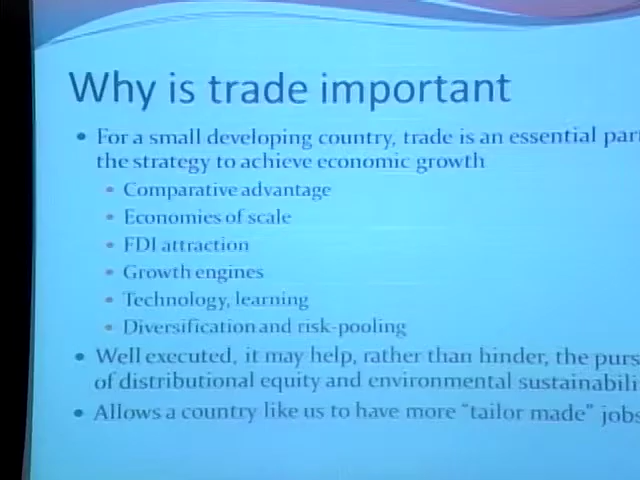 Why is trade important
• For a small developing country, trade is an essential par
the strategy to achieve economic growth
• Comparative advantage
• Economies of scale
• FDI attraction
• Growth engines
• Technology, learning
• Diversification and risk-pooling
• Well executed, it may help, rather than hinder, the purs
of distributional equity and environmental sustainabili
• Allows a country like us to have more “tailor made” jobs